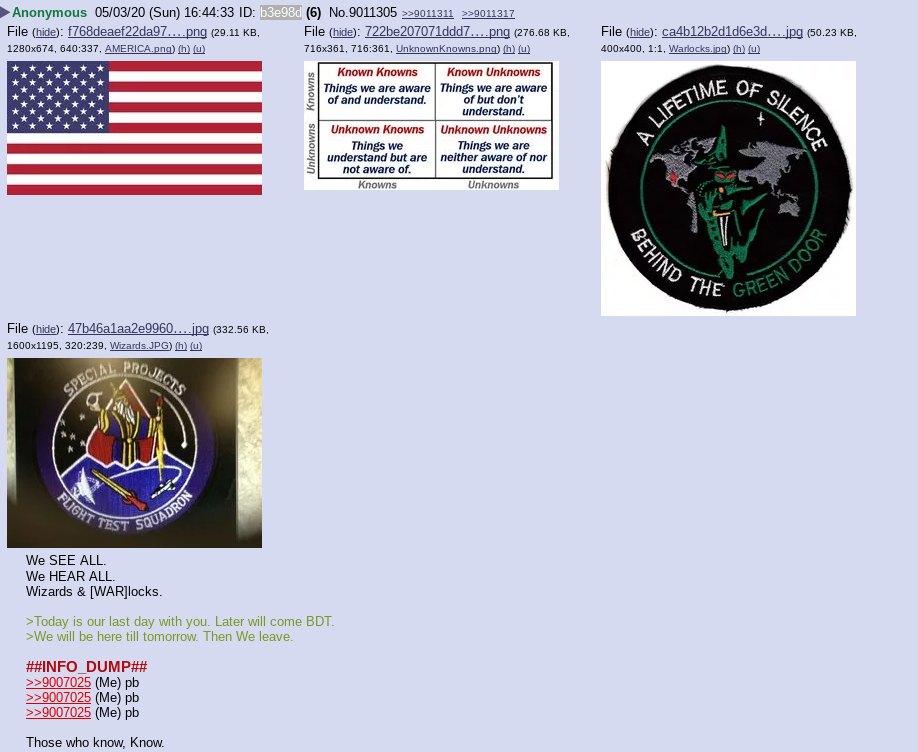 Anonymous 05/03/20 (Sun) 16:44:33 ID: b3e98d (6) No.9011305 >>9011311 >>9011317
File (hide): f768deaef22da97….png (29.11 KB, 1280x674, 640:337, AMERICA.png) (h) (u)
File (hide): 722be207071ddd7….png (276.68 KB, 716x361, 716:361, UnknownKnowns.png) (h) (u)
Knowns
Unknowns
Known Knowns
Things we are aware
of and understand.
Known Unknowns
Things we are aware
of but don't
understand.
Unknown Knowns
Things we
understand but are
not aware of.
Unknown Unknowns
Things we are
neither aware of nor
understand.
Knowns
Unknowns
File (hide): ca4b12b2d1d6e3d….jpg (50.23 KB, 400x400, 1:1, Warlocks.jpg) (h) (u)
A LIFETIME OF SILENCE
BEHIND THE GREEN DOOR
File (hide): 47b46a1aa2e9960….jpg (332.56 KB, 1600x1195, 320:239, Wizards.JPG) (h) (u)
SPECIAL PROJECTS
FLIGHT TEST SQUADRON
We SEE ALL.
We HEAR ALL.
Wizards & [WAR]locks.
>Today is our last day with you. Later will come BDT.
>We will be here till tomorrow. Then We leave.
##INFO_DUMP##
>>9007025 (Me) pb
>>9007025 (Me) pb
>>9007025 (Me) pb
Those who know, Know.